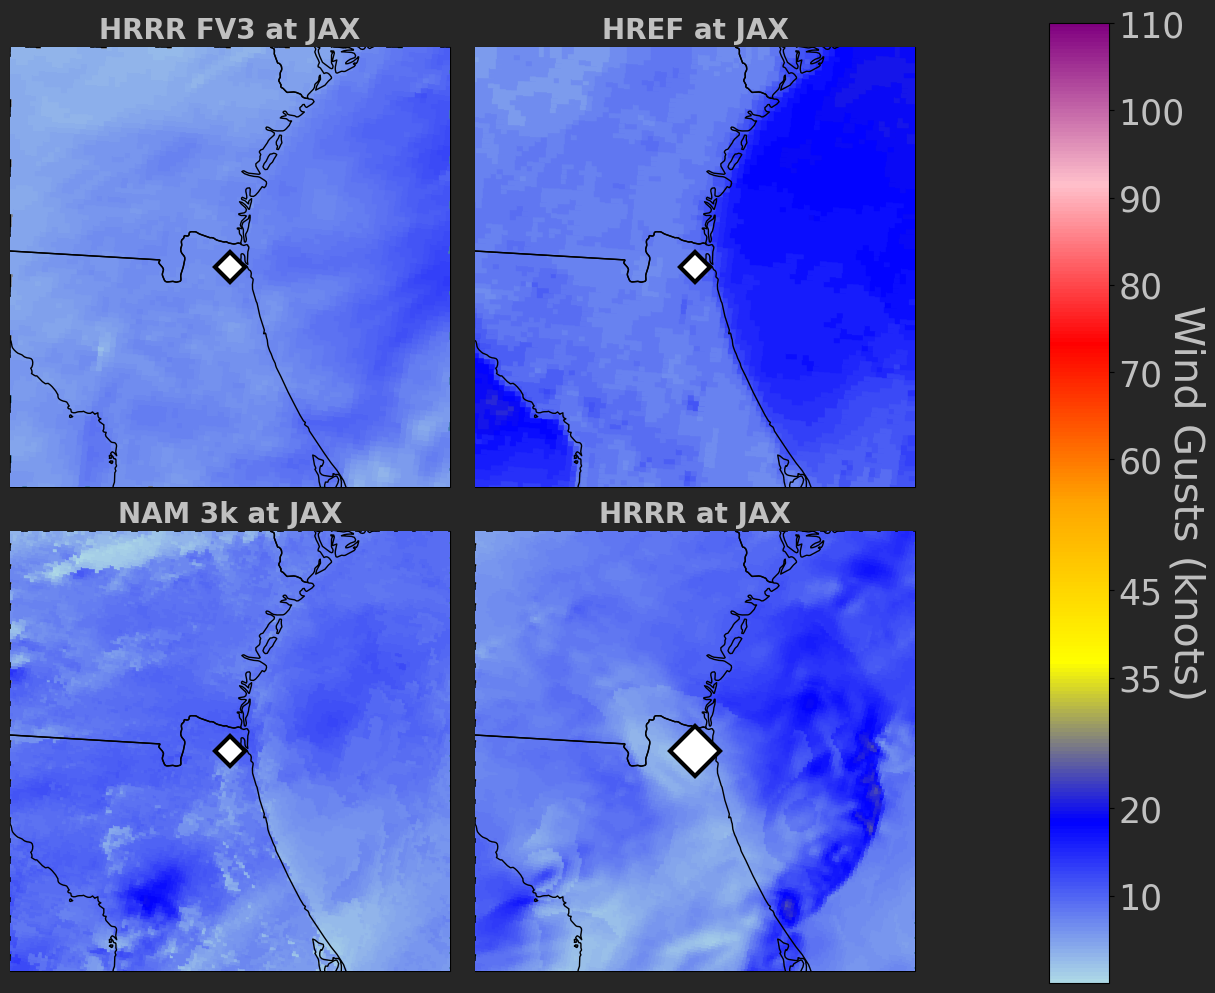 HRRR FV3 at JAX
HREF at JAX
NAM 3k at JAX
HRRR at JAX
110
100
90
80
70
60
45
35
20
10
Wind Gusts (knots)